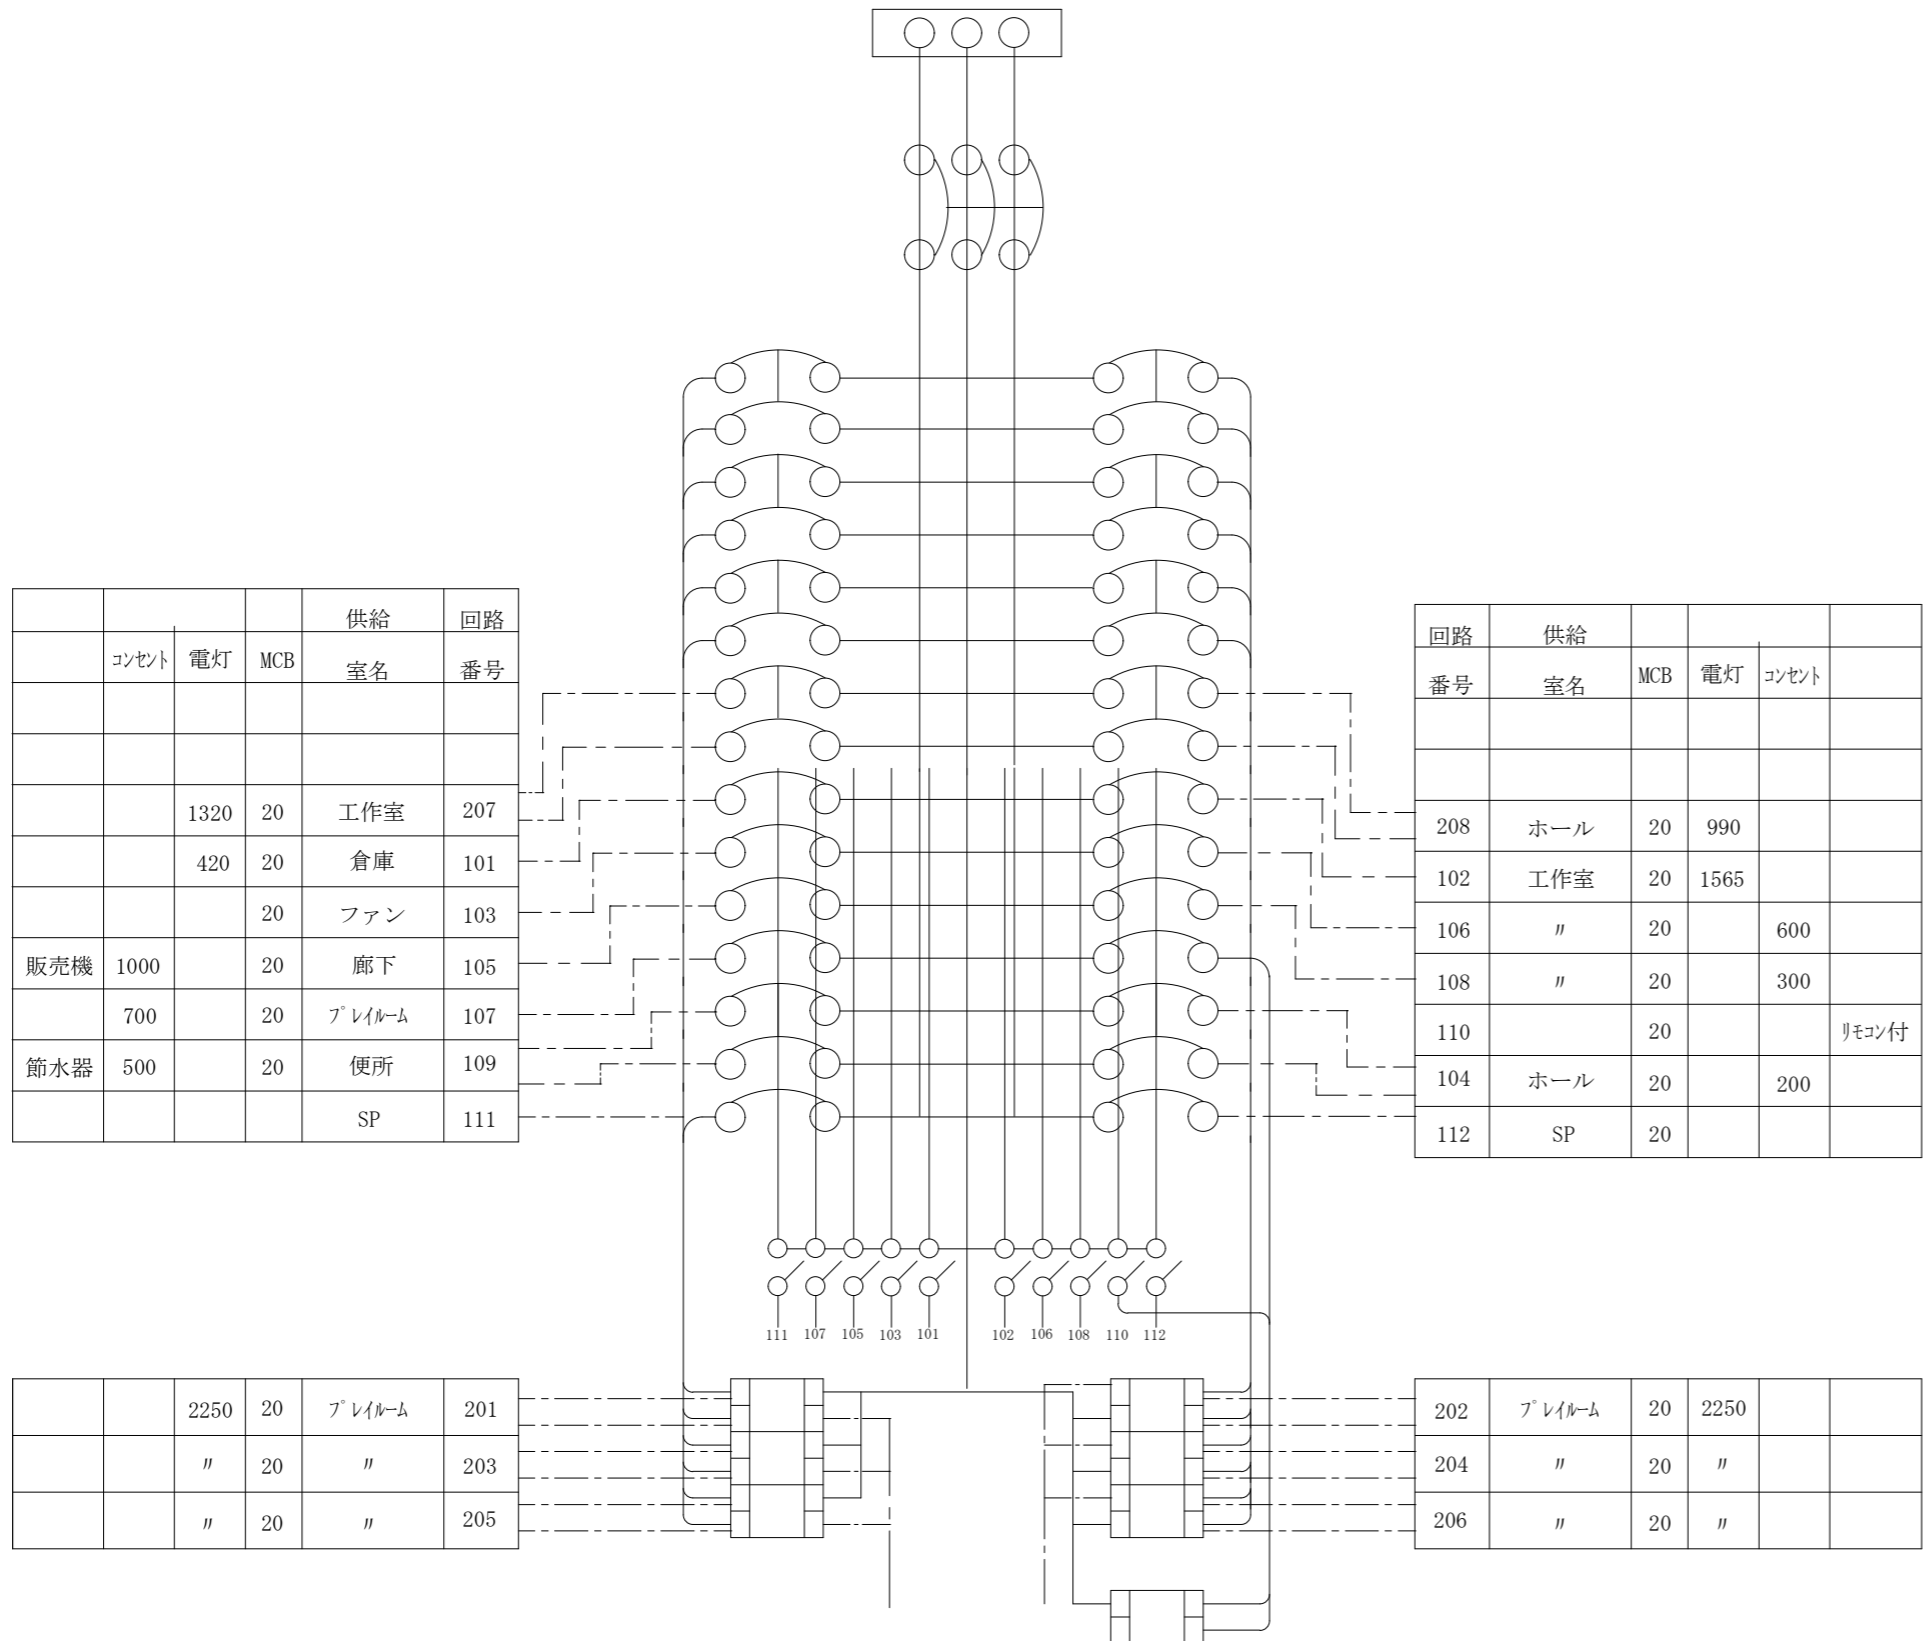 供給 回路
コンセント 電灯 MCB 室名 番号
1320 20 工作室 207
420 20 倉庫 101
20 ファン 103
販売機 1000 20 廊下 105
700 20 プレイルーム 107
節水器 500 20 便所 109
SP 111
回路 供給
番号 室名 MCB 電灯 コンセント
208 ホール 20 990
102 工作室 20 1565
106 〃 20 600
108 〃 20 300
110 20 リモコン付
104 ホール 20 200
112 SP 20
111 107 105 103 101 102 106 108 110 112
2250 20 プレイルーム 201
〃 20 〃 203
〃 20 〃 205
202 プレイルーム 20 2250
204 〃 20 〃
206 〃 20 〃